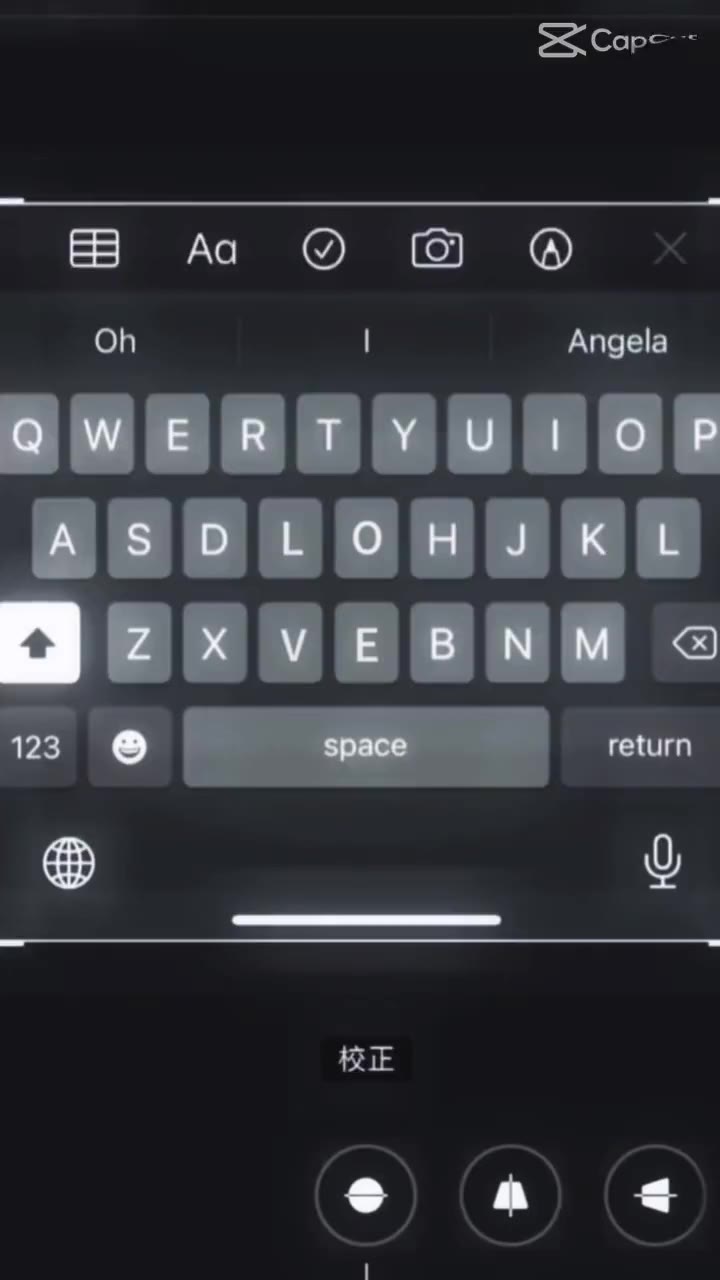 CapCut
Aa
Oh I Angela
Q W E R T Y U I O P
A S D L O H J K L
Z X V E B N M
123 space return
校正